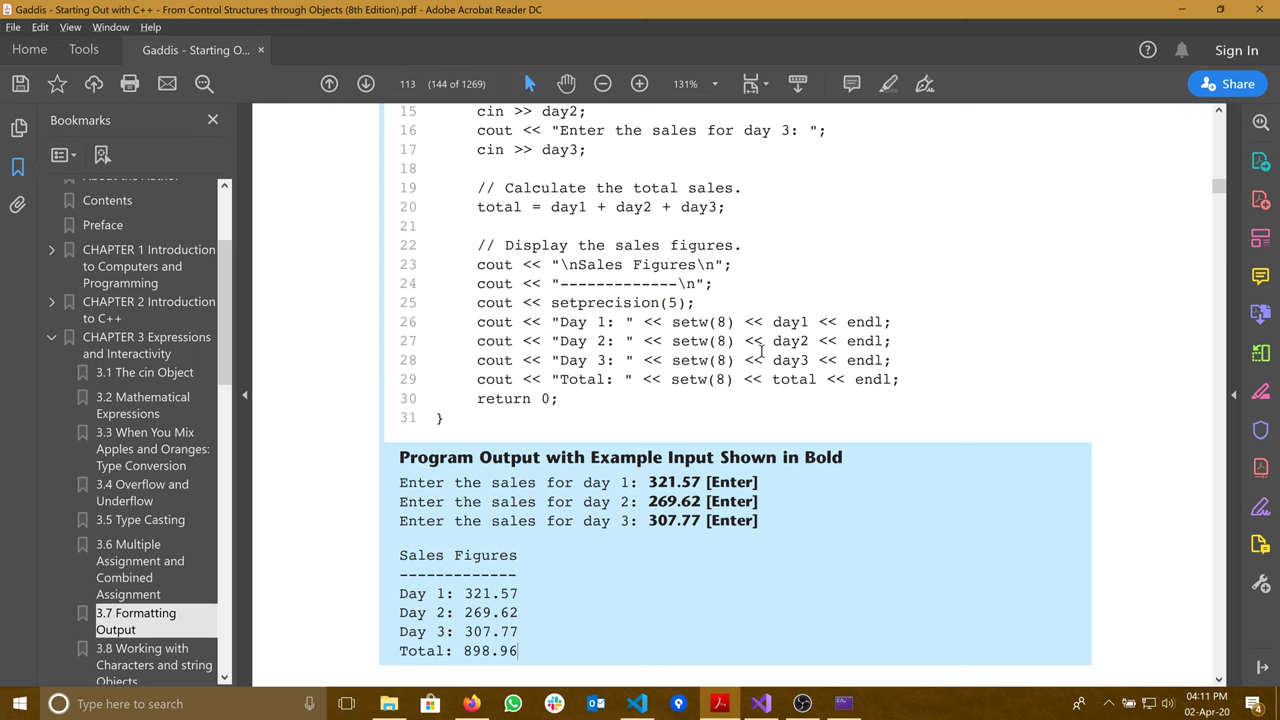 Gaddis - Starting Out with C++ - From Control Structures through Objects (8th Edition).pdf - Adobe Acrobat Reader DC
File Edit View Window Help
Home Tools Gaddis - Starting O... × Sign In
113 (144 of 1269) 131% Share
Bookmarks
Contents
Preface
CHAPTER 1 Introduction
to Computers and
Programming
CHAPTER 2 Introduction
to C++
CHAPTER 3 Expressions
and Interactivity
3.1 The cin Object
3.2 Mathematical
Expressions
3.3 When You Mix
Apples and Oranges:
Type Conversion
3.4 Overflow and
Underflow
3.5 Type Casting
3.6 Multiple
Assignment and
Combined
Assignment
3.7 Formatting
Output
3.8 Working with
Characters and string
Objects
15 cin >> day2;
16 cout << "Enter the sales for day 3: ";
17 cin >> day3;
18
19 // Calculate the total sales.
20 total = day1 + day2 + day3;
21
22 // Display the sales figures.
23 cout << "\nSales Figures\n";
24 cout << "-------------\n";
25 cout << setprecision(5);
26 cout << "Day 1: " << setw(8) << day1 << endl;
27 cout << "Day 2: " << setw(8) << day2 << endl;
28 cout << "Day 3: " << setw(8) << day3 << endl;
29 cout << "Total: " << setw(8) << total << endl;
30 return 0;
31 }
Program Output with Example Input Shown in Bold
Enter the sales for day 1: 321.57 [Enter]
Enter the sales for day 2: 269.62 [Enter]
Enter the sales for day 3: 307.77 [Enter]
Sales Figures
-------------
Day 1: 321.57
Day 2: 269.62
Day 3: 307.77
Total: 898.96
Type here to search
04:11 PM
02-Apr-20
4